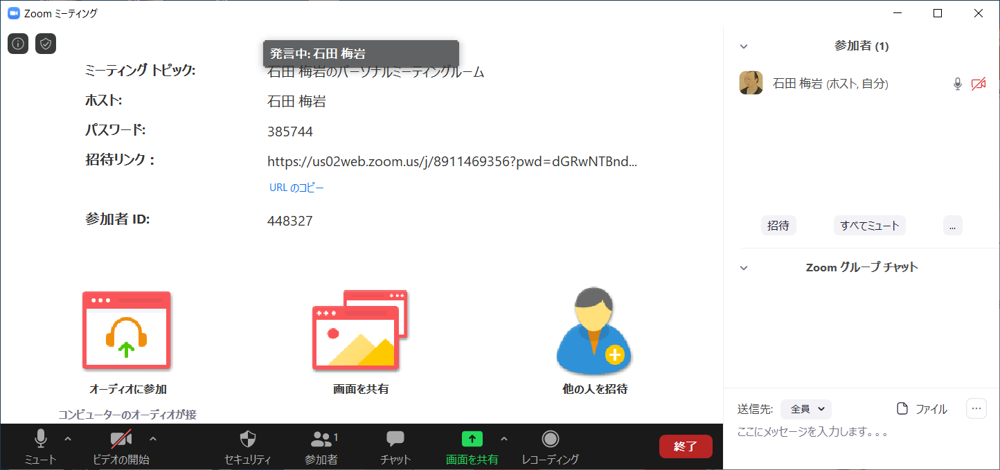 Zoom ミーティング
発言中: 石田 梅岩
ミーティング トピック:
石田 梅岩のパーソナルミーティングルーム
ホスト:
石田 梅岩
パスワード:
385744
招待リンク：
https://us02web.zoom.us/j/8911469356?pwd=dGRwNTBnd...
URL のコピー
参加者 ID:
448327
オーディオに参加
画面を共有
他の人を招待
コンピューターのオーディオが接
ミュート
ビデオの開始
セキュリティ
1
参加者
チャット
画面を共有
レコーディング
終了
参加者 (1)
石田 梅岩 (ホスト, 自分)
招待
すべてミュート
...
Zoom グループ チャット
送信先:
全員
ファイル
...
ここにメッセージを入力します。。。